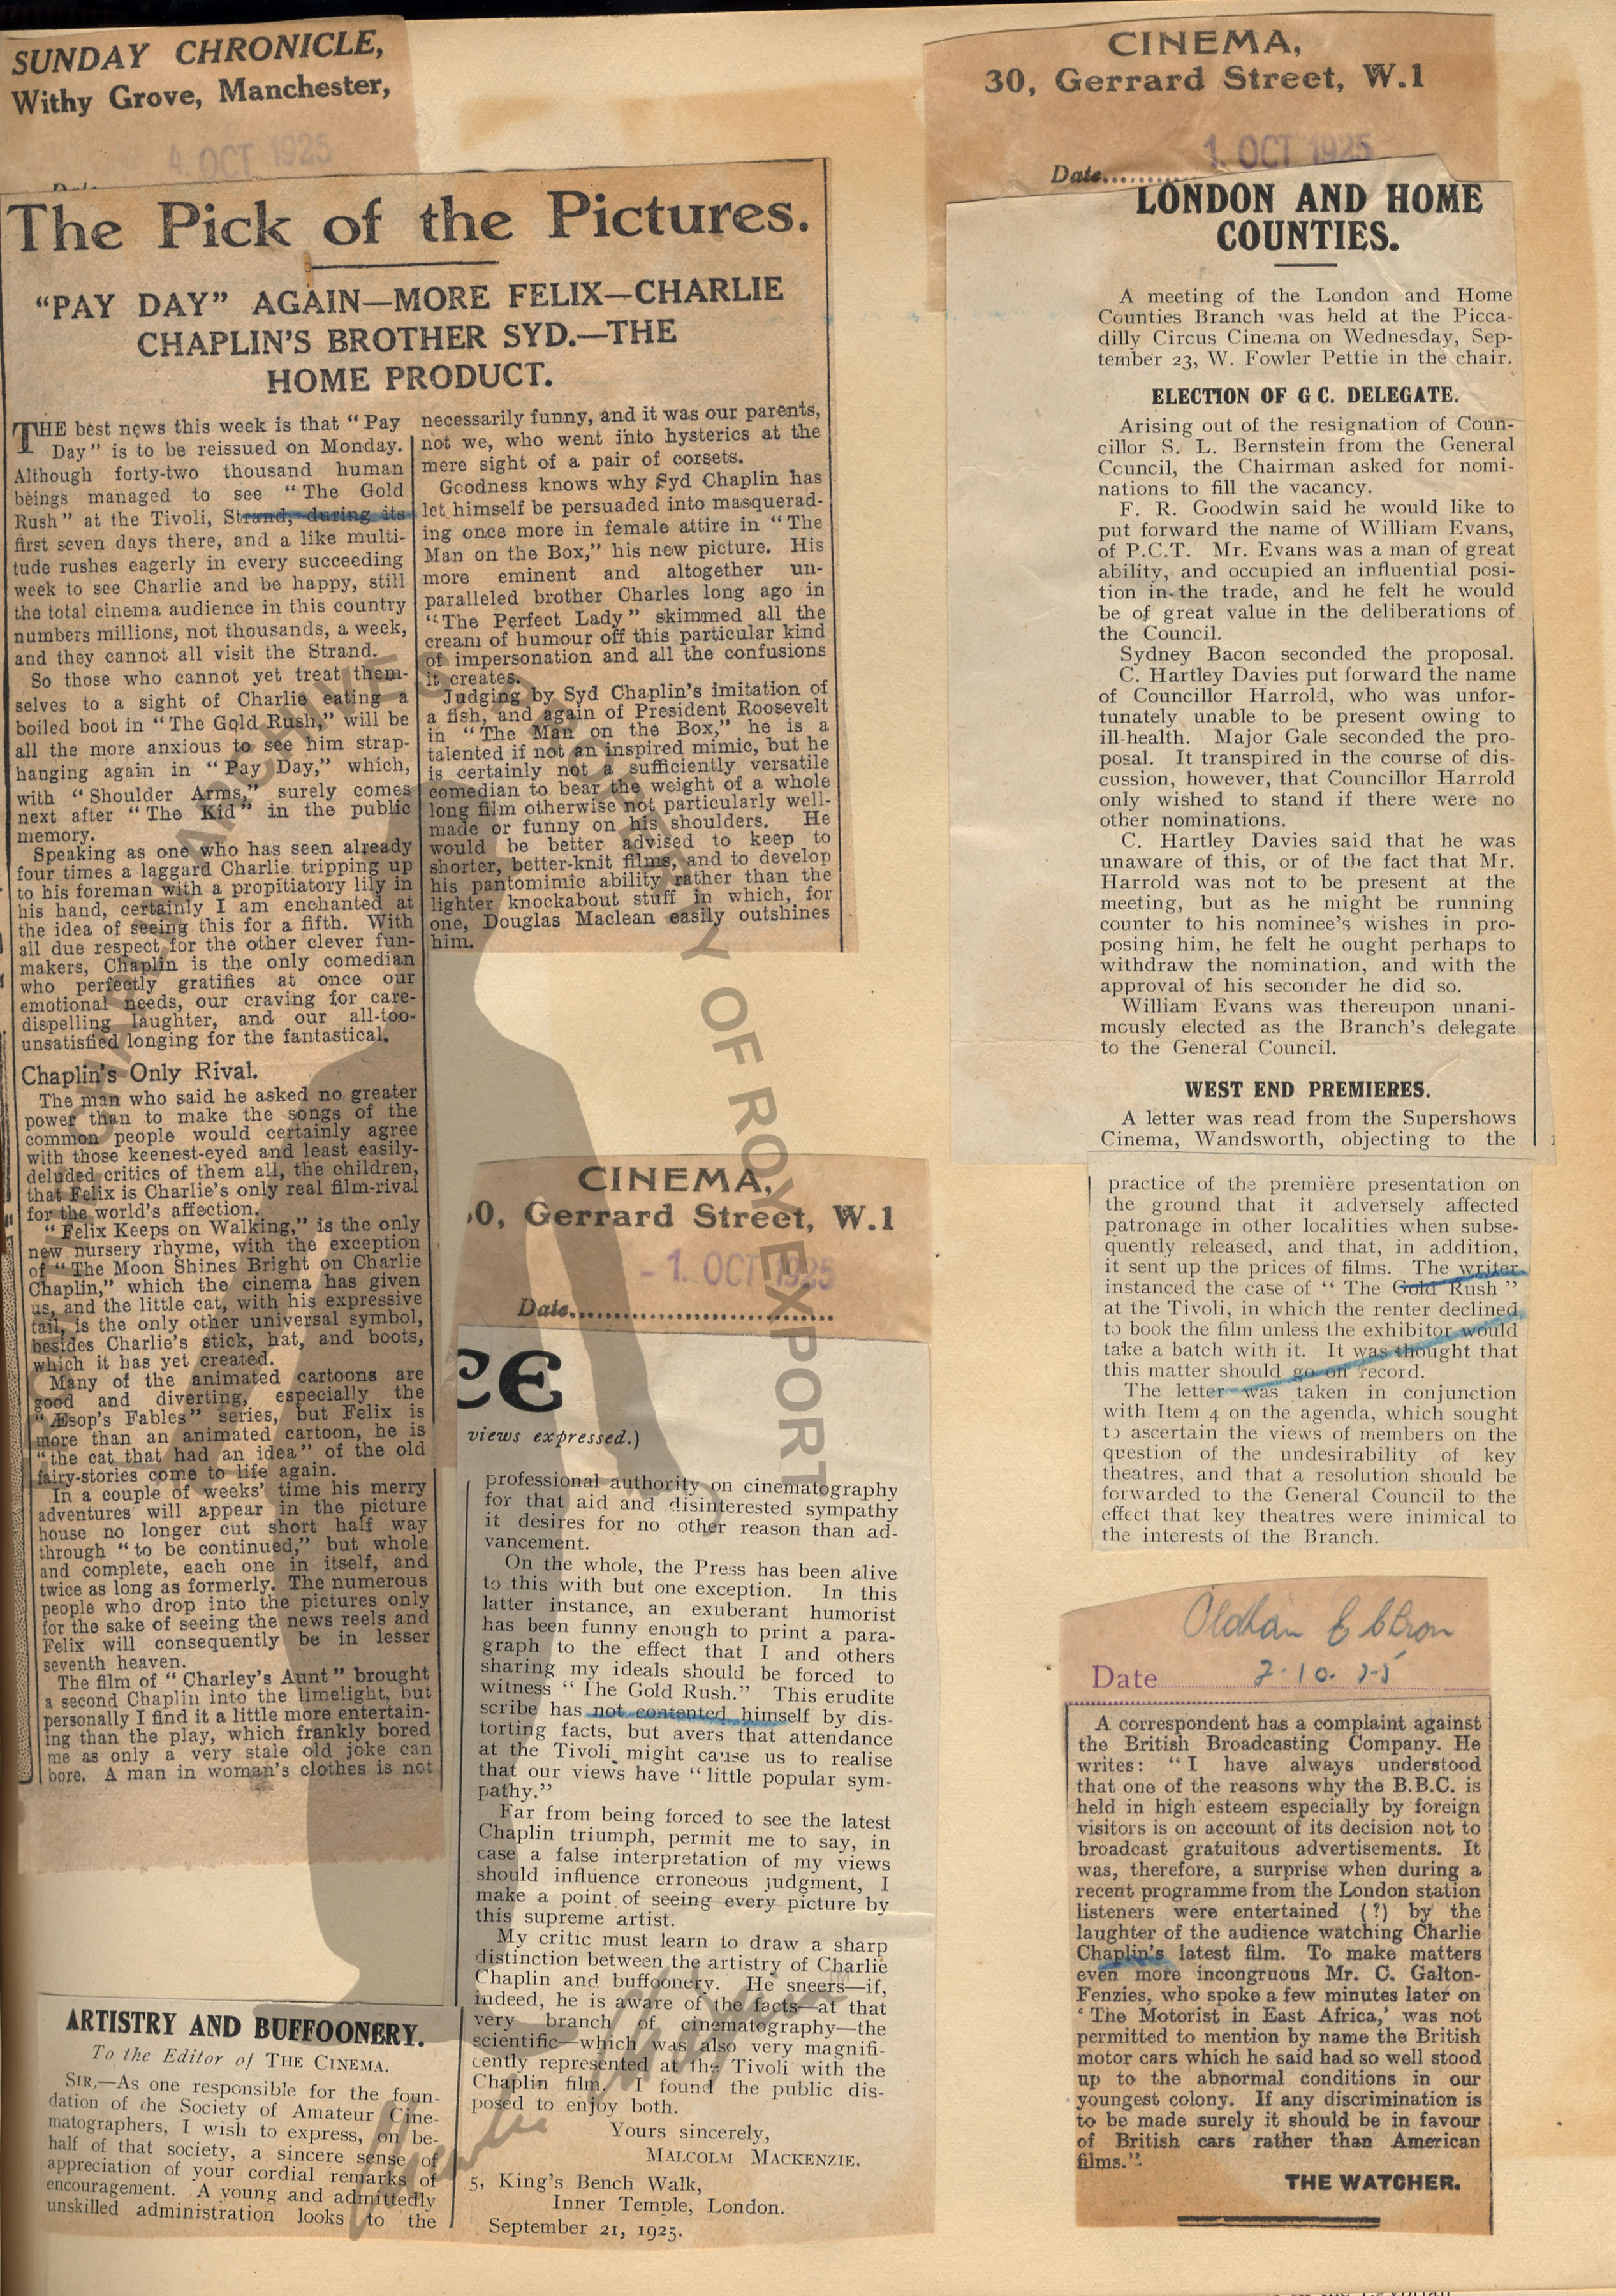 SUNDAY CHRONICLE,
Withy Grove, Manchester,
4. OCT 1925
The Pick of the Pictures.
"PAY DAY" AGAIN—MORE FELIX—CHARLIE
CHAPLIN'S BROTHER SYD.—THE
HOME PRODUCT.
THE best news this week is that "Pay
Day" is to be reissued on Monday.
Although forty-two thousand human
beings managed to see "The Gold
Rush" at the Tivoli, Strand, during its
first seven days there, and a like multi-
tude rushes eagerly in every succeeding
week to see Charlie and be happy, still
the total cinema audience in this country
numbers millions, not thousands, a week,
and they cannot all visit the Strand.
So those who cannot yet treat them-
selves to a sight of Charlie eating a
boiled boot in "The Gold Rush," will be
all the more anxious to see him strap-
hanging again in "Pay Day," which,
with "Shoulder Arms," surely comes
next after "The Kid" in the public
memory.
Speaking as one who has seen already
four times a laggard Charlie tripping up
to his foreman with a propitiatory lily in
his hand, certainly I am enchanted at
the idea of seeing this for a fifth. With
all due respect for the other clever fun-
makers, Chaplin is the only comedian
who perfectly gratifies at once our
emotional needs, our craving for care-
dispelling laughter, and our all-too-
unsatisfied longing for the fantastical.
Chaplin's Only Rival.
The man who said he asked no greater
power than to make the songs of the
common people would certainly agree
with those keenest-eyed and least easily-
deluded critics of them all, the children,
that Felix is Charlie's only real film-rival
for the world's affection.
"Felix Keeps on Walking," is the only
new nursery rhyme, with the exception
of "The Moon Shines Bright on Charlie
Chaplin," which the cinema has given
us, and the little cat, with his expressive
tail, is the only other universal symbol,
besides Charlie's stick, hat, and boots,
which it has yet created.
Many of the animated cartoons are
good and diverting, especially the
"Æsop's Fables" series, but Felix is
more than an animated cartoon, he is
"the cat that had an idea" of the old
fairy-stories come to life again.
In a couple of weeks' time his merry
adventures will appear in the picture
house no longer cut short half way
through "to be continued," but whole
and complete, each one in itself, and
twice as long as formerly. The numerous
people who drop into the pictures only
for the sake of seeing the news reels and
Felix will consequently be in lesser
seventh heaven.
The film of "Charley's Aunt" brought
a second Chaplin into the limelight, but
personally I find it a little more entertain-
ing than the play, which frankly bored
me as only a very stale old joke can
bore. A man in woman's clothes is not
necessarily funny, and it was our parents,
not we, who went into hysterics at the
mere sight of a pair of corsets.
Goodness knows why Syd Chaplin has
let himself be persuaded into masquerad-
ing once more in female attire in "The
Man on the Box," his new picture. His
more eminent and altogether un-
paralleled brother Charles long ago in
"The Perfect Lady" skimmed all the
cream of humour off this particular kind
of impersonation and all the confusions
it creates.
Judging by Syd Chaplin's imitation of
a fish, and again of President Roosevelt
in "The Man on the Box," he is a
talented if not an inspired mimic, but he
is certainly not a sufficiently versatile
comedian to bear the weight of a whole
long film otherwise not particularly well-
made or funny on his shoulders. He
would be better advised to keep to
shorter, better-knit films, and to develop
his pantomimic ability rather than the
lighter knockabout stuff in which, for
one, Douglas Maclean easily outshines
him.
ARTISTRY AND BUFFOONERY.
To the Editor of THE CINEMA.
SIR,—As one responsible for the foun-
dation of the Society of Amateur Cine-
matographers, I wish to express, on be-
half of that society, a sincere sense of
appreciation of your cordial remarks of
encouragement. A young and admittedly
unskilled administration looks to the
CINEMA,
0, Gerrard Street, W.1
-1. OCT 1925
Date
CE
views expressed.)
professional authority on cinematography
for that aid and disinterested sympathy
it desires for no other reason than ad-
vancement.
On the whole, the Press has been alive
to this with but one exception. In this
latter instance, an exuberant humorist
has been funny enough to print a para-
graph to the effect that I and others
sharing my ideals should be forced to
witness "The Gold Rush." This erudite
scribe has not contented himself by dis-
torting facts, but avers that attendance
at the Tivoli might cause us to realise
that our views have "little popular sym-
pathy."
Far from being forced to see the latest
Chaplin triumph, permit me to say, in
case a false interpretation of my views
should influence erroneous judgment, I
make a point of seeing every picture by
this supreme artist.
My critic must learn to draw a sharp
distinction between the artistry of Charlie
Chaplin and buffoonery. He sneers—if,
indeed, he is aware of the facts—at that
very branch of cinematography—the
scientific—which was also very magnifi-
cently represented at the Tivoli with the
Chaplin film. I found the public dis-
posed to enjoy both.
Yours sincerely,
MALCOLM MACKENZIE.
5, King's Bench Walk,
Inner Temple, London.
September 21, 1925.
CINEMA,
30, Gerrard Street, W.1
1. OCT 1925
Date
LONDON AND HOME
COUNTIES.
A meeting of the London and Home
Counties Branch was held at the Picca-
dilly Circus Cinema on Wednesday, Sep-
tember 23, W. Fowler Pettie in the chair.
ELECTION OF G C. DELEGATE.
Arising out of the resignation of Coun-
cillor S. L. Bernstein from the General
Council, the Chairman asked for nomi-
nations to fill the vacancy.
F. R. Goodwin said he would like to
put forward the name of William Evans,
of P.C.T. Mr. Evans was a man of great
ability, and occupied an influential posi-
tion in the trade, and he felt he would
be of great value in the deliberations of
the Council.
Sydney Bacon seconded the proposal.
C. Hartley Davies put forward the name
of Councillor Harrold, who was unfor-
tunately unable to be present owing to
ill-health. Major Gale seconded the pro-
posal. It transpired in the course of dis-
cussion, however, that Councillor Harrold
only wished to stand if there were no
other nominations.
C. Hartley Davies said that he was
unaware of this, or of the fact that Mr.
Harrold was not to be present at the
meeting, but as he might be running
counter to his nominee's wishes in pro-
posing him, he felt he ought perhaps to
withdraw the nomination, and with the
approval of his seconder he did so.
William Evans was thereupon unani-
mously elected as the Branch's delegate
to the General Council.
WEST END PREMIERES.
A letter was read from the Supershows
Cinema, Wandsworth, objecting to the
practice of the première presentation on
the ground that it adversely affected
patronage in other localities when subse-
quently released, and that, in addition,
it sent up the prices of films. The writer
instanced the case of "The Gold Rush"
at the Tivoli, in which the renter declined
to book the film unless the exhibitor would
take a batch with it. It was thought that
this matter should go on record.
The letter was taken in conjunction
with Item 4 on the agenda, which sought
to ascertain the views of members on the
question of the undesirability of key
theatres, and that a resolution should be
forwarded to the General Council to the
effect that key theatres were inimical to
the interests of the Branch.
Oldham E Chron
Date 7-10-25
A correspondent has a complaint against
the British Broadcasting Company. He
writes: "I have always understood
that one of the reasons why the B.B.C. is
held in high esteem especially by foreign
visitors is on account of its decision not to
broadcast gratuitous advertisements. It
was, therefore, a surprise when during a
recent programme from the London station
listeners were entertained (?) by the
laughter of the audience watching Charlie
Chaplin's latest film. To make matters
even more incongruous Mr. C. Galton-
Fenzies, who spoke a few minutes later on
'The Motorist in East Africa,' was not
permitted to mention by name the British
motor cars which he said had so well stood
up to the abnormal conditions in our
youngest colony. If any discrimination is
to be made surely it should be in favour
of British cars rather than American
films."
THE WATCHER.
CHAPLIN ARCHIVES PROPERTY OF ROY EXPORT